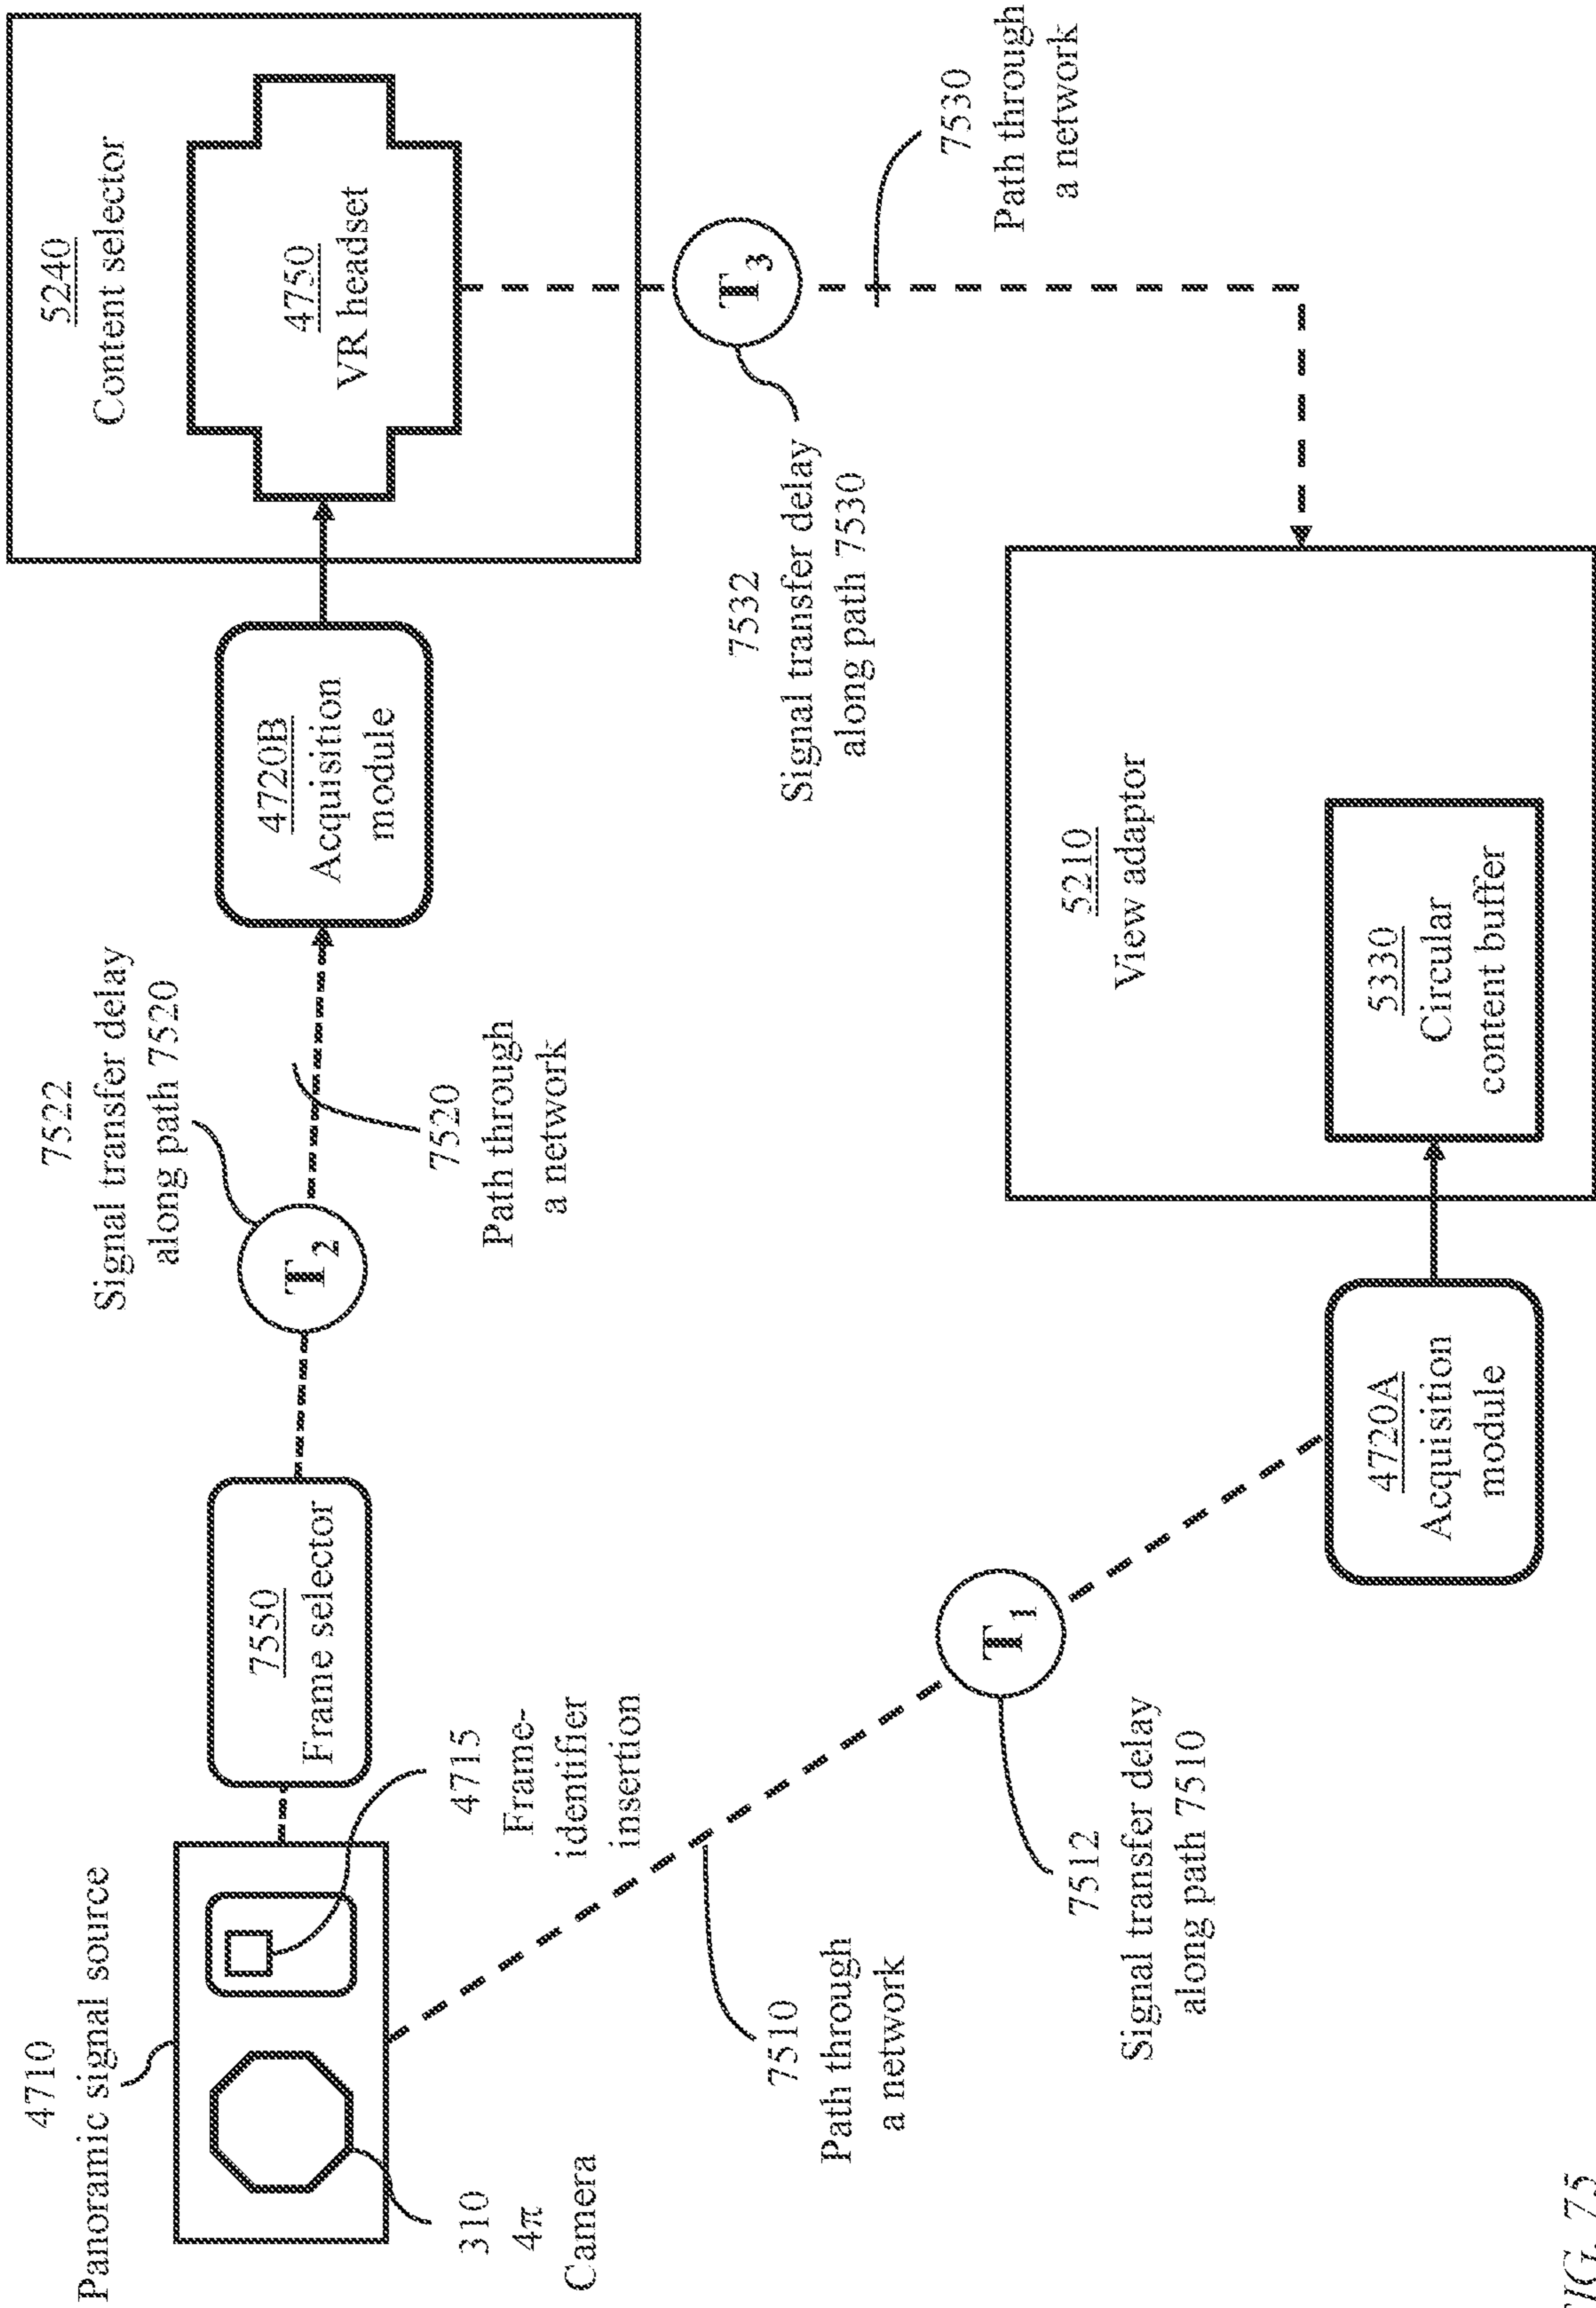 4710
Panoramic signal source
310
4π
Camera
4715
Frame-
identifier
insertion
7550
Frame selector
7522
Signal transfer delay
along path 7520
T2
7520
Path through
a network
4720B
Acquisition
module
5240
Content selector
4750
VR headset
T3
7532
Signal transfer delay
along path 7530
7530
Path through
a network
7510
Path through
a network
T1
7512
Signal transfer delay
along path 7510
4720A
Acquisition
module
5210
View adaptor
5330
Circular
content buffer
FIG. 75